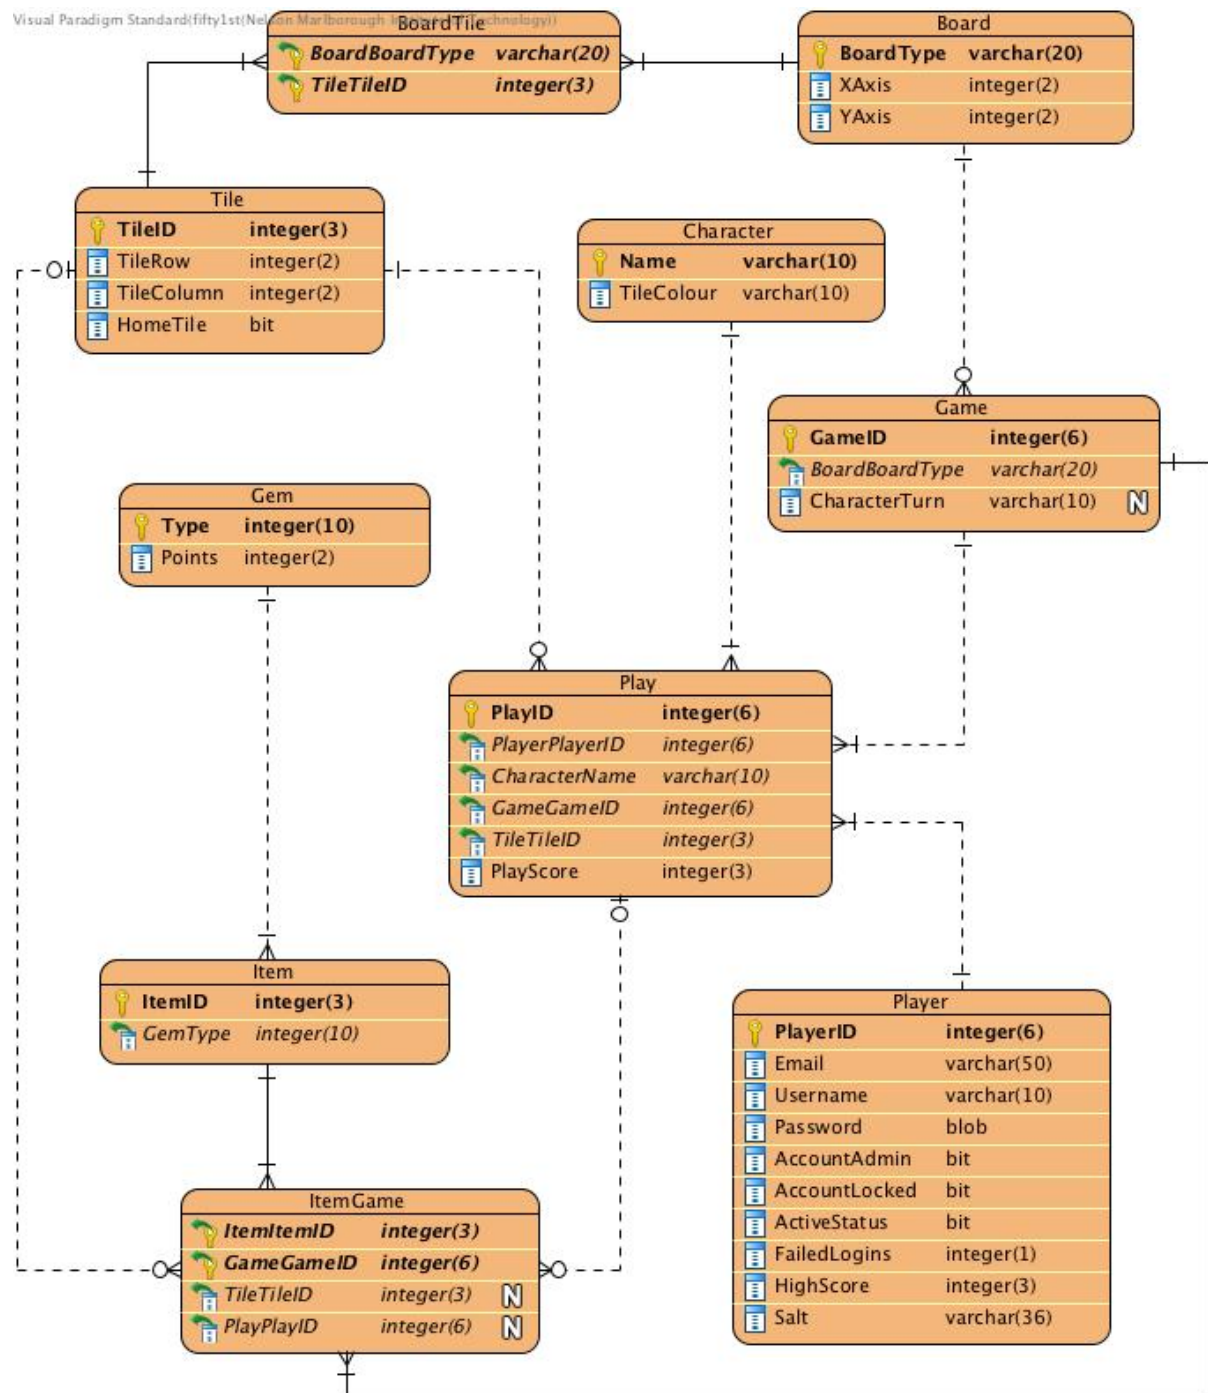 Visual Paradigm Standard(fifty1st(Nelson Marlborough Institute of Technology))
BoardTile
BoardBoardType varchar(20)
TileTileID integer(3)
Board
BoardType varchar(20)
XAxis integer(2)
YAxis integer(2)
Tile
TileID integer(3)
TileRow integer(2)
TileColumn integer(2)
HomeTile bit
Character
Name varchar(10)
TileColour varchar(10)
Game
GameID integer(6)
BoardBoardType varchar(20)
CharacterTurn varchar(10) N
Gem
Type integer(10)
Points integer(2)
Play
PlayID integer(6)
PlayerPlayerID integer(6)
CharacterName varchar(10)
GameGameID integer(6)
TileTileID integer(3)
PlayScore integer(3)
Item
ItemID integer(3)
GemType integer(10)
Player
PlayerID integer(6)
Email varchar(50)
Username varchar(10)
Password blob
AccountAdmin bit
AccountLocked bit
ActiveStatus bit
FailedLogins integer(1)
HighScore integer(3)
Salt varchar(36)
ItemGame
ItemItemID integer(3)
GameGameID integer(6)
TileTileID integer(3) N
PlayPlayID integer(6) N